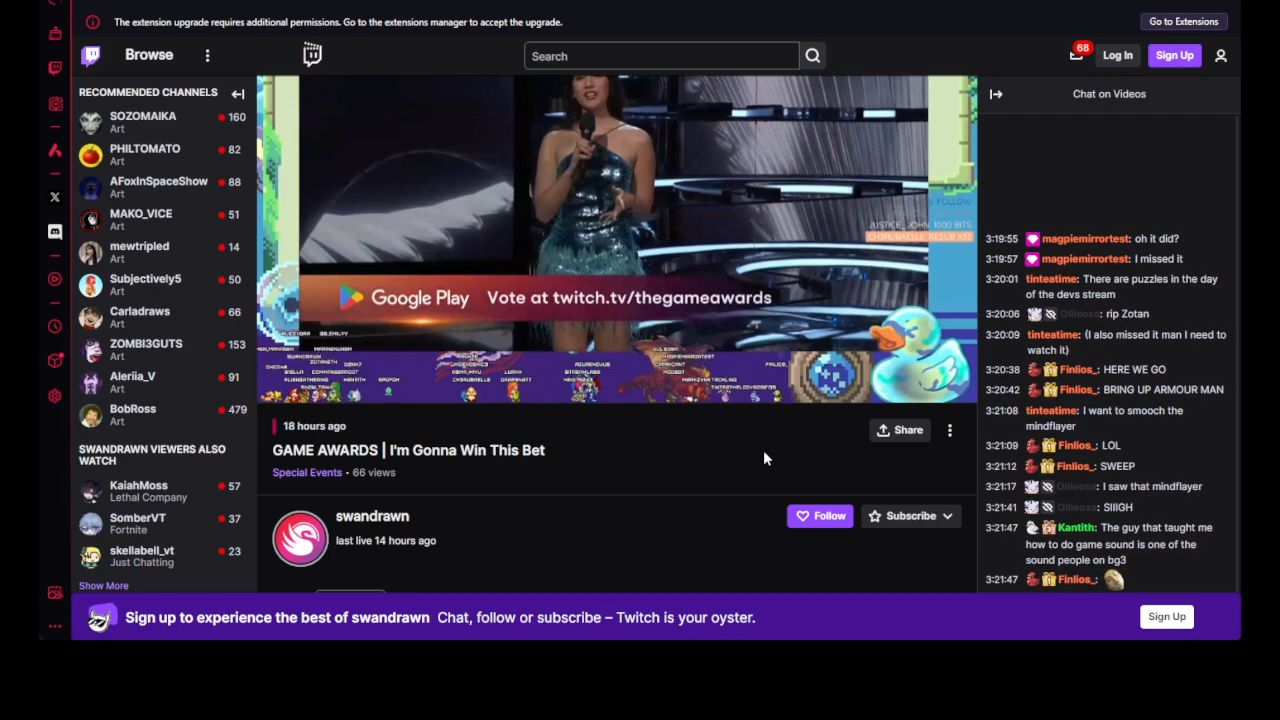 The extension upgrade requires additional permissions. Go to the extensions manager to accept the upgrade.
Go to Extensions
Browse
Search
68
Log In
Sign Up
RECOMMENDED CHANNELS
SOZOMAIKA 160
Art
PHILTOMATO 82
Art
AFoxInSpaceShow 88
Art
MAKO_VICE 51
Art
mewtripled 14
Art
Subjectively5 50
Art
Carladraws 66
Art
ZOMBI3GUTS 153
Art
Aleriia_V 91
Art
BobRoss 479
Art
SWANDRAWN VIEWERS ALSO
WATCH
KaiahMoss 57
Lethal Company
SomberVT 37
Fortnite
skellabell_vt 23
Just Chatting
Show More
FOLLOW
JUSTICE_JOHN 1000 BITS
Google Play Vote at twitch.tv/thegameawards
18 hours ago
Share
GAME AWARDS | I'm Gonna Win This Bet
Special Events • 66 views
swandrawn
last live 14 hours ago
Follow
Subscribe
Chat on Videos
3:19:55 magpiemirrortest: oh it did?
3:19:57 magpiemirrortest: I missed it
3:20:01 tinteatime: There are puzzles in the day
of the devs stream
3:20:06 Ollieosa: rip Zotan
3:20:09 tinteatime: (I also missed it man I need to
watch it)
3:20:38 Finlios_: HERE WE GO
3:20:42 Finlios_: BRING UP ARMOUR MAN
3:21:08 tinteatime: I want to smooch the
mindflayer
3:21:09 Finlios_: LOL
3:21:12 Finlios_: SWEEP
3:21:17 Ollieosa: I saw that mindflayer
3:21:41 Ollieosa: SIIIGH
3:21:47 Kantith: The guy that taught me
how to do game sound is one of the
sound people on bg3
3:21:47 Finlios_:
Sign up to experience the best of swandrawn Chat, follow or subscribe – Twitch is your oyster.
Sign Up